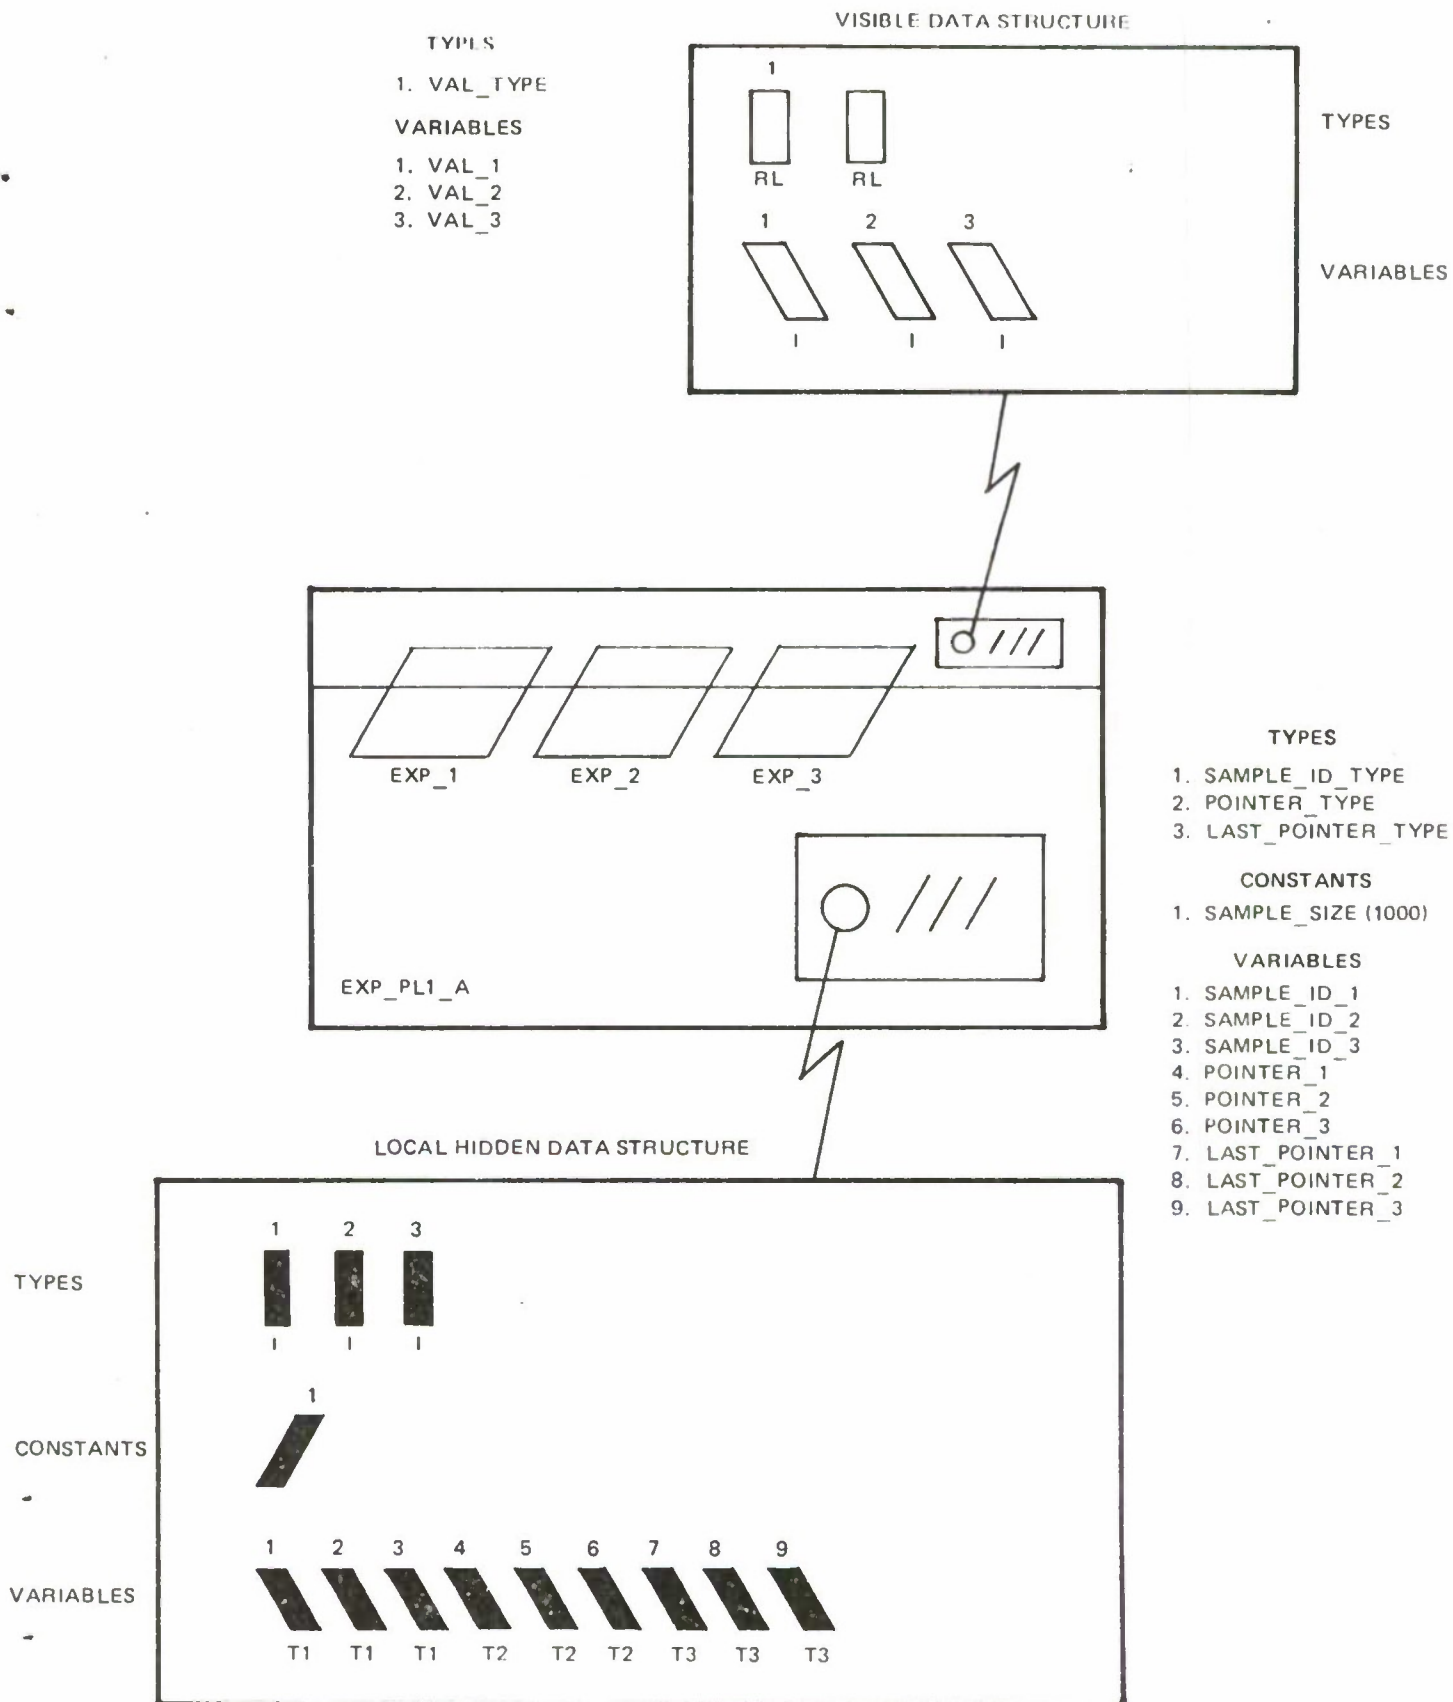 VISIBLE DATA STRUCTURE
TYPES
1. VAL_TYPE
VARIABLES
1. VAL_1
2. VAL_2
3. VAL_3
1
RL RL
TYPES
1 2 3
I I I
VARIABLES
EXP_1 EXP_2 EXP_3
EXP_PL1_A
TYPES
1. SAMPLE_ID_TYPE
2. POINTER_TYPE
3. LAST_POINTER_TYPE
CONSTANTS
1. SAMPLE_SIZE (1000)
VARIABLES
1. SAMPLE_ID_1
2. SAMPLE_ID_2
3. SAMPLE_ID_3
4. POINTER_1
5. POINTER_2
6. POINTER_3
7. LAST_POINTER_1
8. LAST_POINTER_2
9. LAST_POINTER_3
LOCAL HIDDEN DATA STRUCTURE
TYPES
1 2 3
I I I
CONSTANTS
1
VARIABLES
1 2 3 4 5 6 7 8 9
T1 T1 T1 T2 T2 T2 T3 T3 T3